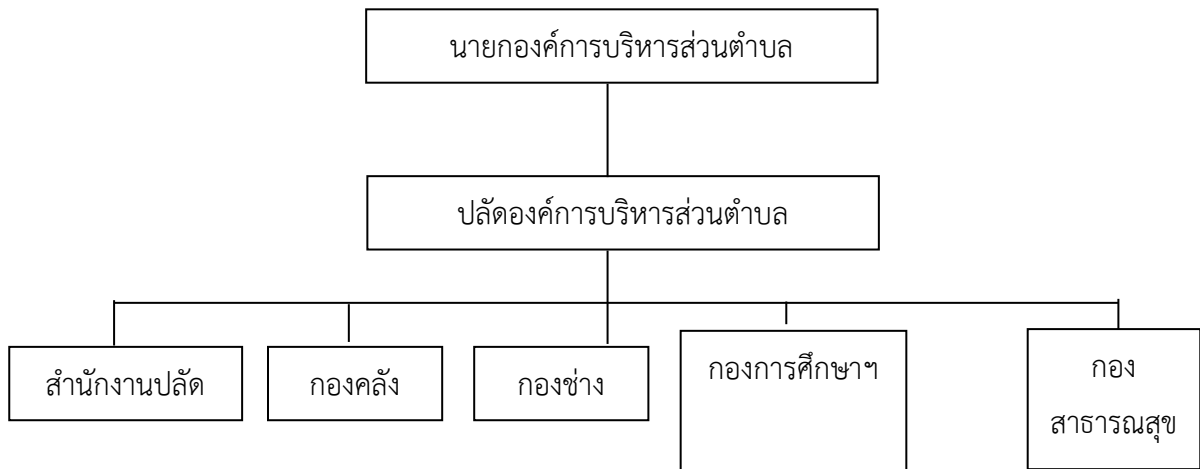 นายกองค์การบริหารส่วนตำบล
ปลัดองค์การบริหารส่วนตำบล
สำนักงานปลัด
กองคลัง
กองช่าง
กองการศึกษาฯ
กอง
สาธารณสุข